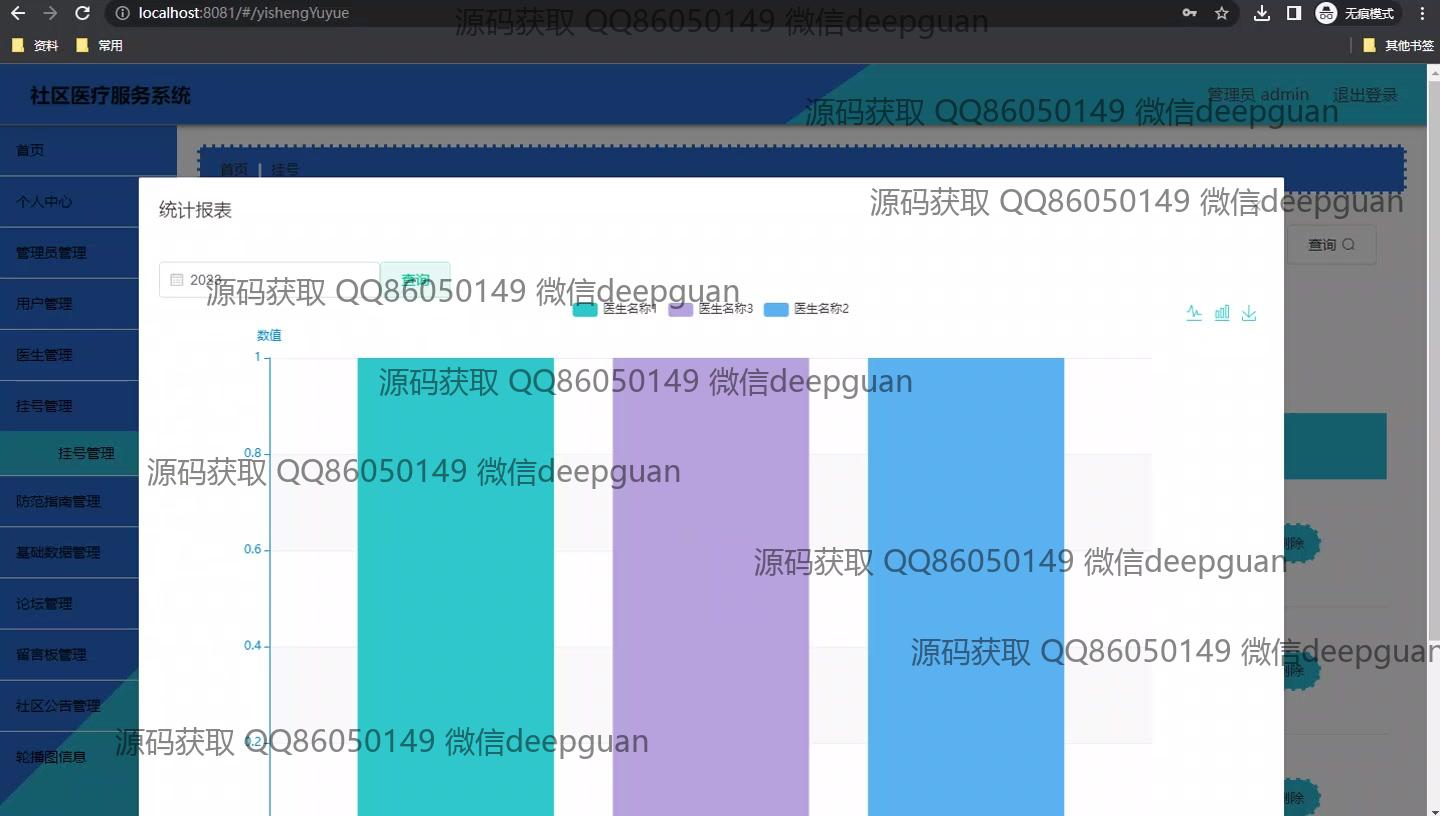 localhost:8081/#/yishengYuyue
无痕模式
资料
常用
其他书签
源码获取 QQ86050149 微信deepguan
社区医疗服务系统
管理员 admin
退出登录
源码获取 QQ86050149 微信deepguan
首页
首页
挂号
个人中心
统计报表
源码获取 QQ86050149 微信deepguan
管理员管理
查询
2023
查询
源码获取 QQ86050149 微信deepguan
用户管理
医生名称1
医生名称3
医生名称2
数值
医生管理
1
源码获取 QQ86050149 微信deepguan
挂号管理
挂号管理
0.8
源码获取 QQ86050149 微信deepguan
防范指南管理
0.6
删除
基础数据管理
源码获取 QQ86050149 微信deepguan
论坛管理
0.4
留言板管理
源码获取 QQ86050149 微信deepguan
删除
社区公告管理
0.2
源码获取 QQ86050149 微信deepguan
轮播图信息
删除